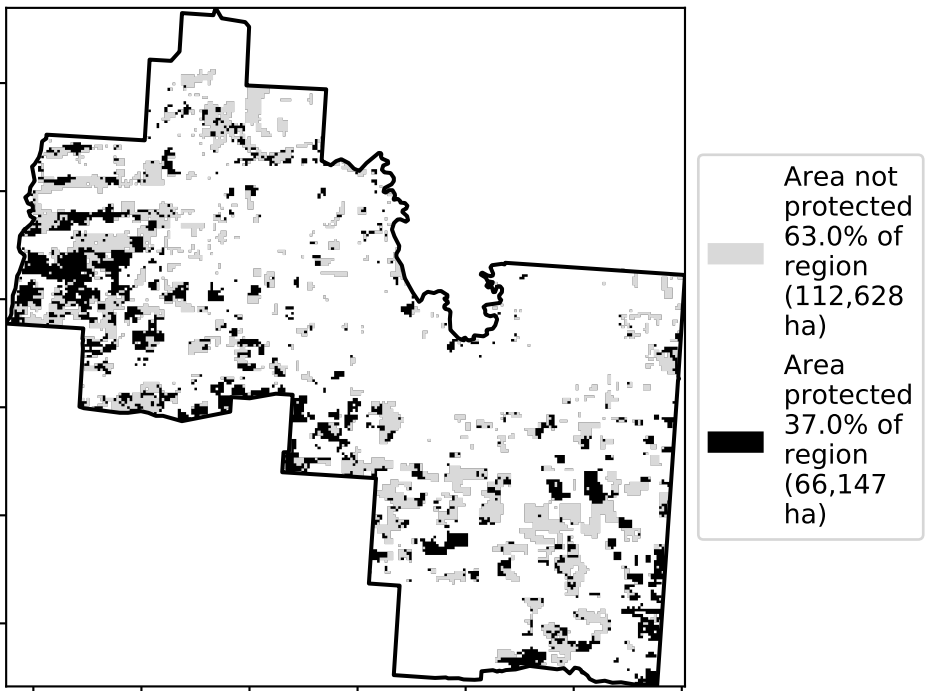 Area not
protected
63.0% of
region
(112,628
ha)
Area
protected
37.0% of
region
(66,147
ha)